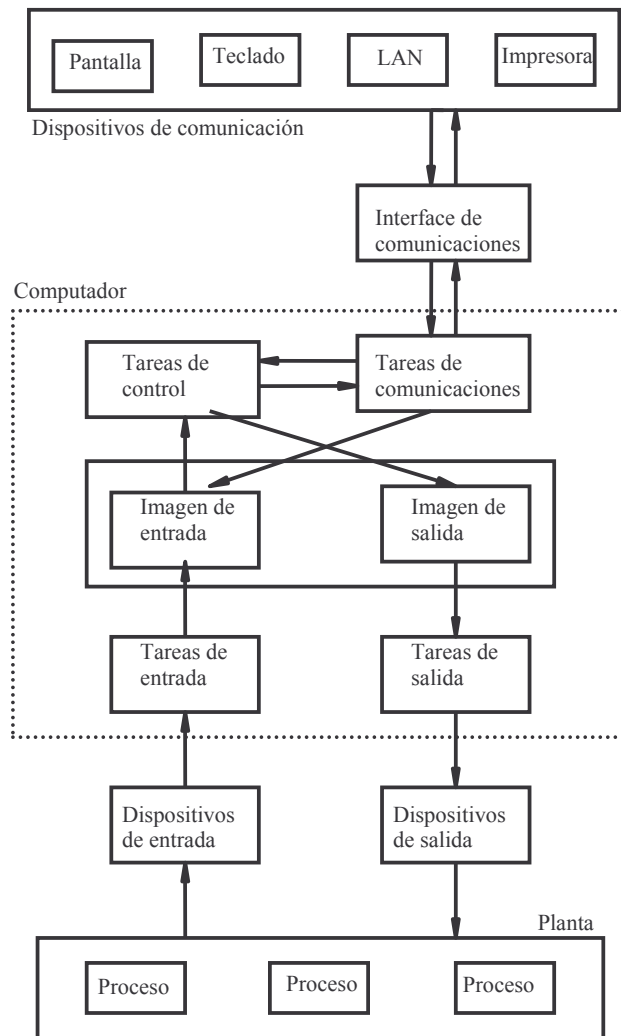 Pantalla
Teclado
LAN
Impresora
Dispositivos de comunicación
Interface de
comunicaciones
Computador
Tareas de
control
Tareas de
comunicaciones
Imagen de
entrada
Imagen de
salida
Tareas de
entrada
Tareas de
salida
Dispositivos
de entrada
Dispositivos
de salida
Planta
Proceso
Proceso
Proceso